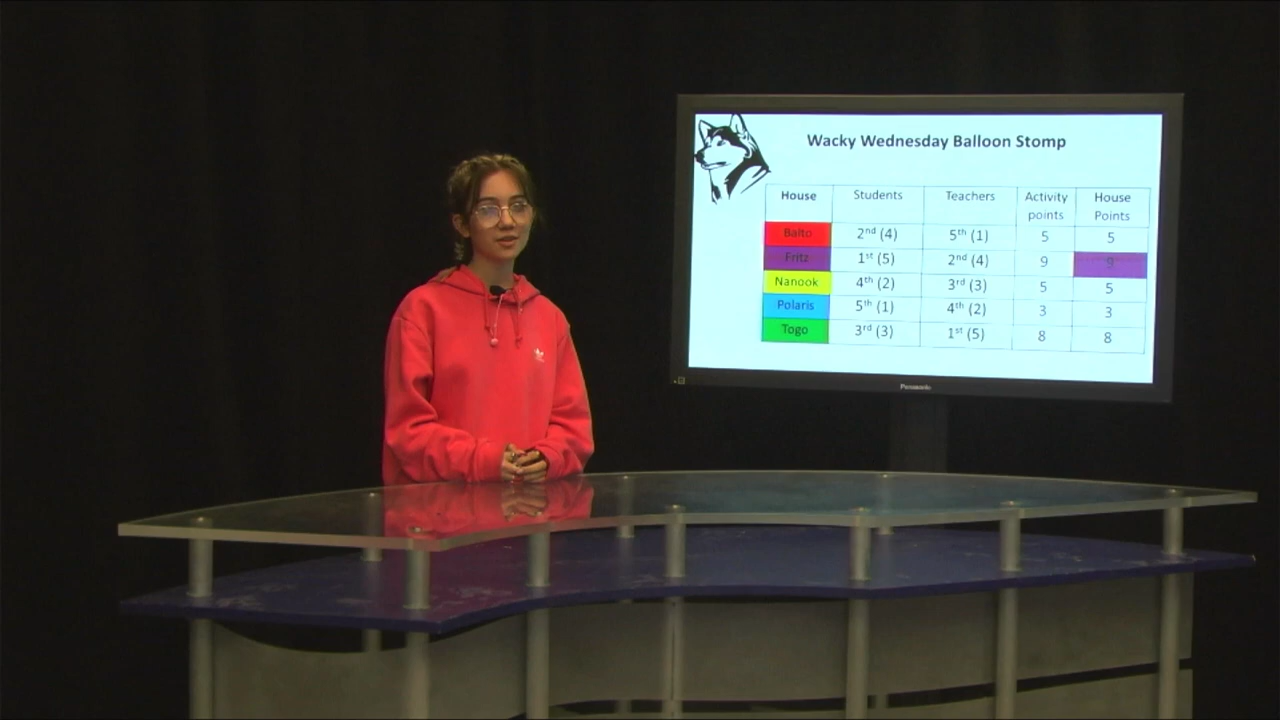 Wacky Wednesday Balloon Stomp
House Students Teachers Activity points House Points
Balto 2nd (4) 5th (1) 5 5
Fritz 1st (5) 2nd (4) 9 9
Nanook 4th (2) 3rd (3) 5 5
Polaris 5th (1) 4th (2) 3 3
Togo 3rd (3) 1st (5) 8 8
Panasonic